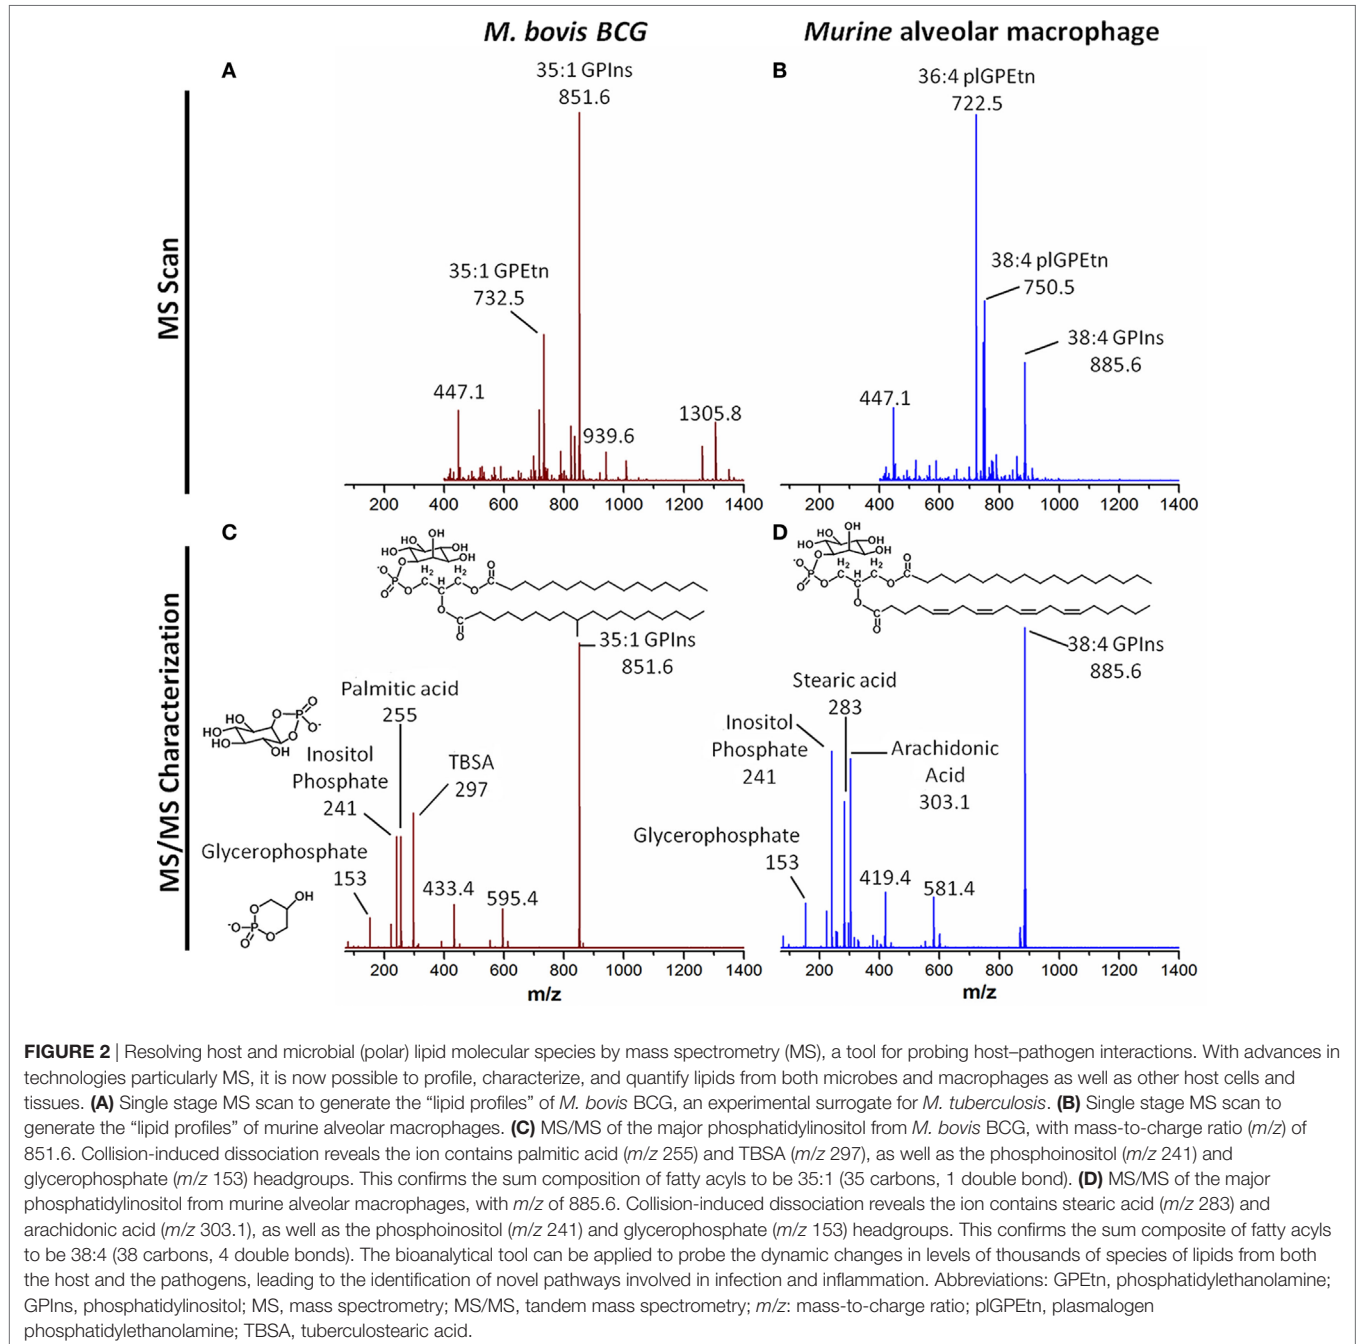 M. bovis BCG
Murine alveolar macrophage
MS Scan
A
35:1 GPIns
851.6
35:1 GPEtn
732.5
447.1
939.6
1305.8
200 400 600 800 1000 1200 1400
B
36:4 plGPEtn
722.5
38:4 plGPEtn
750.5
38:4 GPIns
885.6
447.1
200 400 600 800 1000 1200 1400
MS/MS Characterization
C
OH
HO
OH
HO
OH
O
-O
P
O
O
H2
H
H2
O
O
C
O
O
C
O
35:1 GPIns
851.6
Palmitic acid
255
Inositol
Phosphate
241
TBSA
297
Glycerophosphate
153
433.4
595.4
O
O
P
O-
O
HO
HO
HO
OH
OH
O
P
O
-O
O
200 400 600 800 1000 1200 1400
m/z
D
OH
HO
OH
HO
OH
O
-O
P
O
O
H2
H
H2
O
O
C
O
O
C
O
38:4 GPIns
885.6
Stearic acid
283
Inositol
Phosphate
241
Arachidonic
Acid
303.1
Glycerophosphate
153
419.4
581.4
200 400 600 800 1000 1200 1400
m/z
FIGURE 2 | Resolving host and microbial (polar) lipid molecular species by mass spectrometry (MS), a tool for probing host–pathogen interactions. With advances in
technologies particularly MS, it is now possible to profile, characterize, and quantify lipids from both microbes and macrophages as well as other host cells and
tissues. (A) Single stage MS scan to generate the “lipid profiles” of M. bovis BCG, an experimental surrogate for M. tuberculosis. (B) Single stage MS scan to
generate the “lipid profiles” of murine alveolar macrophages. (C) MS/MS of the major phosphatidylinositol from M. bovis BCG, with mass-to-charge ratio (m/z) of
851.6. Collision-induced dissociation reveals the ion contains palmitic acid (m/z 255) and TBSA (m/z 297), as well as the phosphoinositol (m/z 241) and
glycerophosphate (m/z 153) headgroups. This confirms the sum composition of fatty acyls to be 35:1 (35 carbons, 1 double bond). (D) MS/MS of the major
phosphatidylinositol from murine alveolar macrophages, with m/z of 885.6. Collision-induced dissociation reveals the ion contains stearic acid (m/z 283) and
arachidonic acid (m/z 303.1), as well as the phosphoinositol (m/z 241) and glycerophosphate (m/z 153) headgroups. This confirms the sum composite of fatty acyls
to be 38:4 (38 carbons, 4 double bonds). The bioanalytical tool can be applied to probe the dynamic changes in levels of thousands of species of lipids from both
the host and the pathogens, leading to the identification of novel pathways involved in infection and inflammation. Abbreviations: GPEtn, phosphatidylethanolamine;
GPIns, phosphatidylinositol; MS, mass spectrometry; MS/MS, tandem mass spectrometry; m/z: mass-to-charge ratio; plGPEtn, plasmalogen
phosphatidylethanolamine; TBSA, tuberculostearic acid.